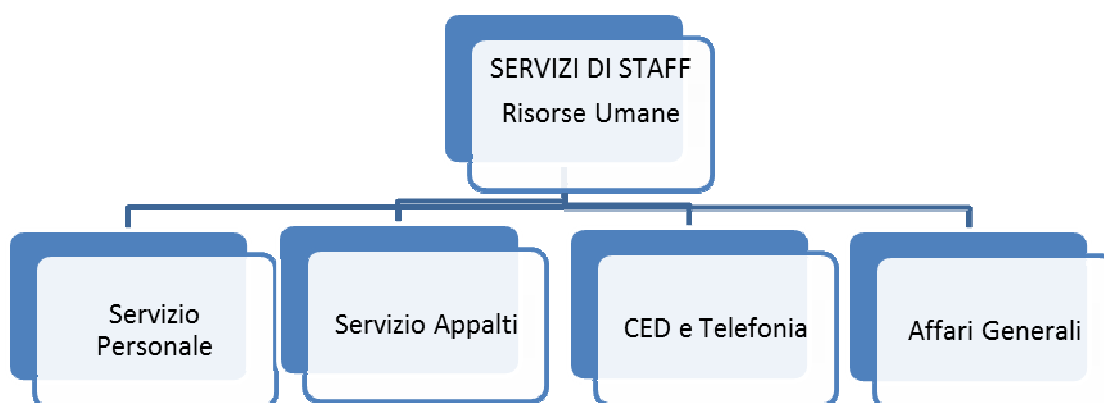 SERVIZI DI STAFF
Risorse Umane
Servizio
Personale
Servizio Appalti
CED e Telefonia
Affari Generali